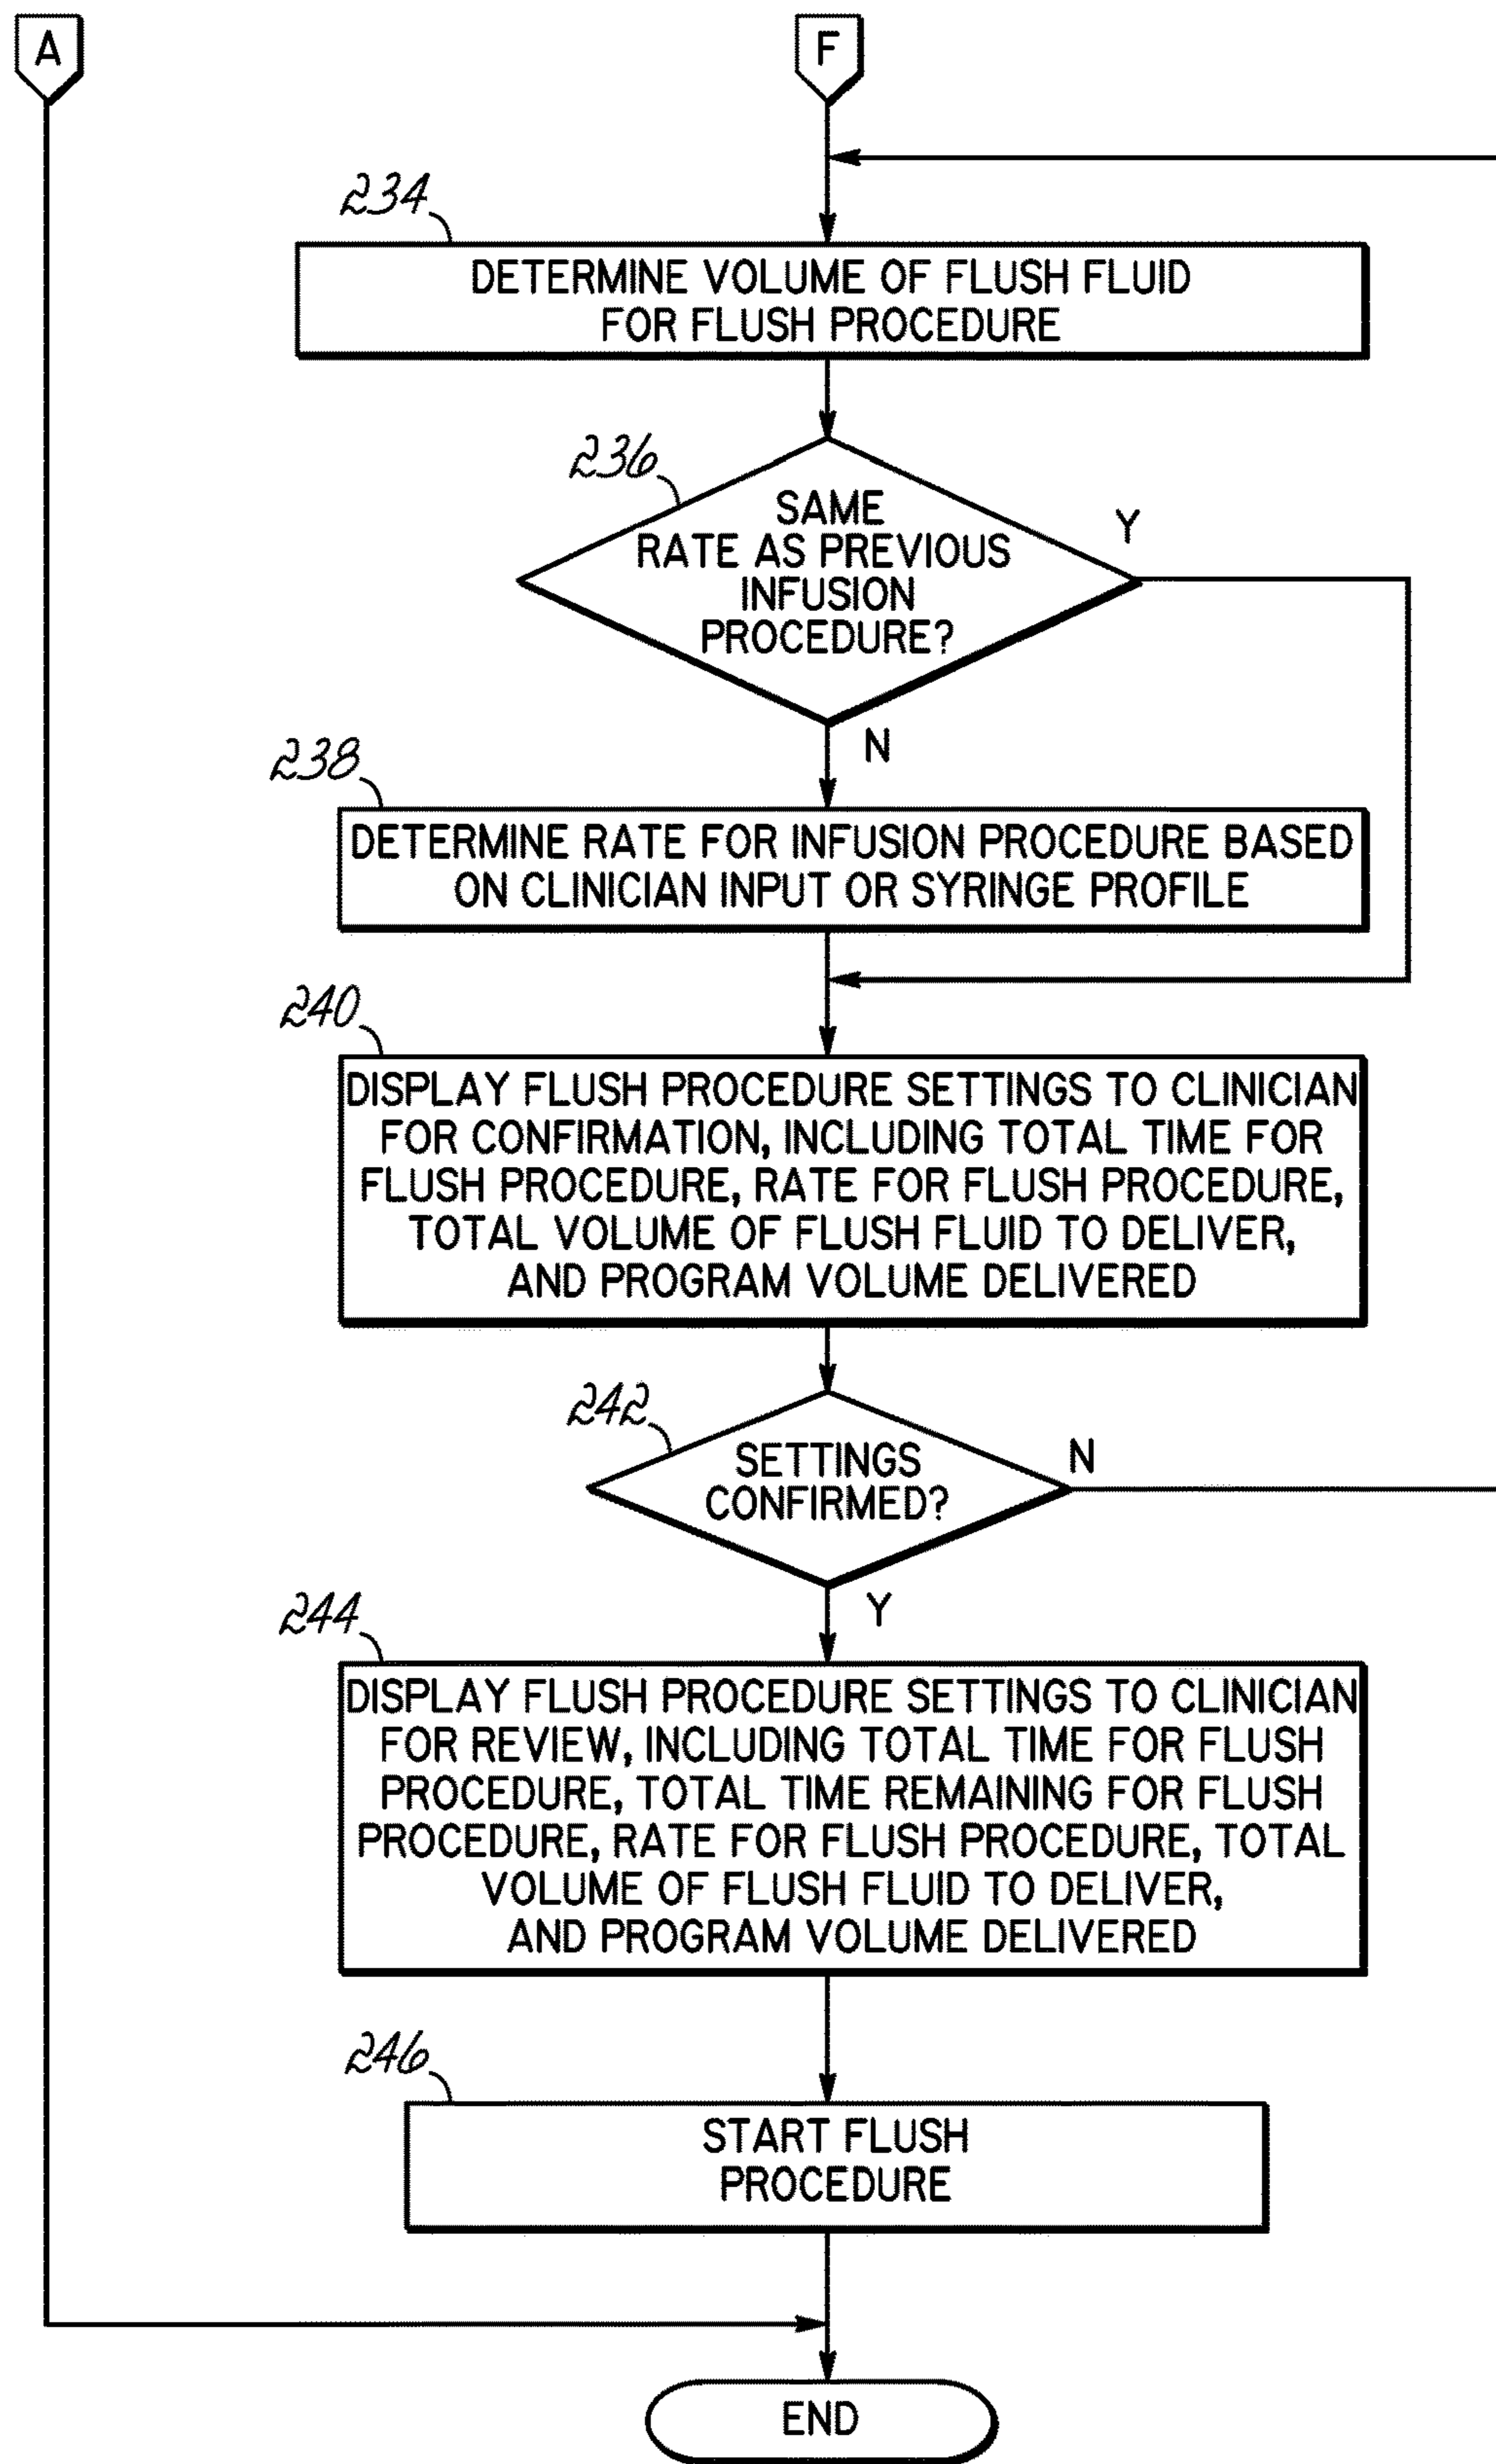 A
F
234
DETERMINE VOLUME OF FLUSH FLUID
FOR FLUSH PROCEDURE
236
SAME
RATE AS PREVIOUS
INFUSION
PROCEDURE?
Y
N
238
DETERMINE RATE FOR INFUSION PROCEDURE BASED
ON CLINICIAN INPUT OR SYRINGE PROFILE
240
DISPLAY FLUSH PROCEDURE SETTINGS TO CLINICIAN
FOR CONFIRMATION, INCLUDING TOTAL TIME FOR
FLUSH PROCEDURE, RATE FOR FLUSH PROCEDURE,
TOTAL VOLUME OF FLUSH FLUID TO DELIVER,
AND PROGRAM VOLUME DELIVERED
242
SETTINGS
CONFIRMED?
N
Y
244
DISPLAY FLUSH PROCEDURE SETTINGS TO CLINICIAN
FOR REVIEW, INCLUDING TOTAL TIME FOR FLUSH
PROCEDURE, TOTAL TIME REMAINING FOR FLUSH
PROCEDURE, RATE FOR FLUSH PROCEDURE, TOTAL
VOLUME OF FLUSH FLUID TO DELIVER,
AND PROGRAM VOLUME DELIVERED
246
START FLUSH
PROCEDURE
END